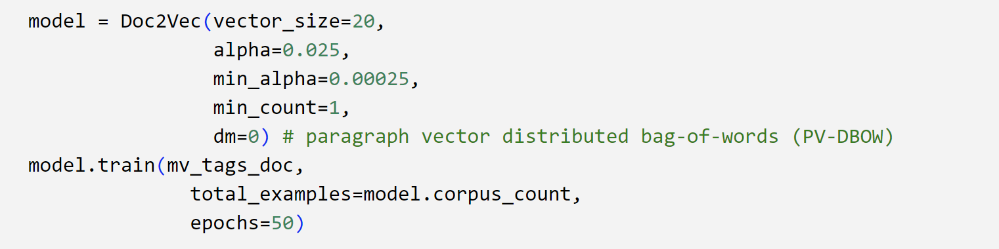 model = Doc2Vec(vector_size=20,
alpha=0.025,
min_alpha=0.00025,
min_count=1,
dm=0) # paragraph vector distributed bag-of-words (PV-DBOW)
model.train(mv_tags_doc,
total_examples=model.corpus_count,
epochs=50)